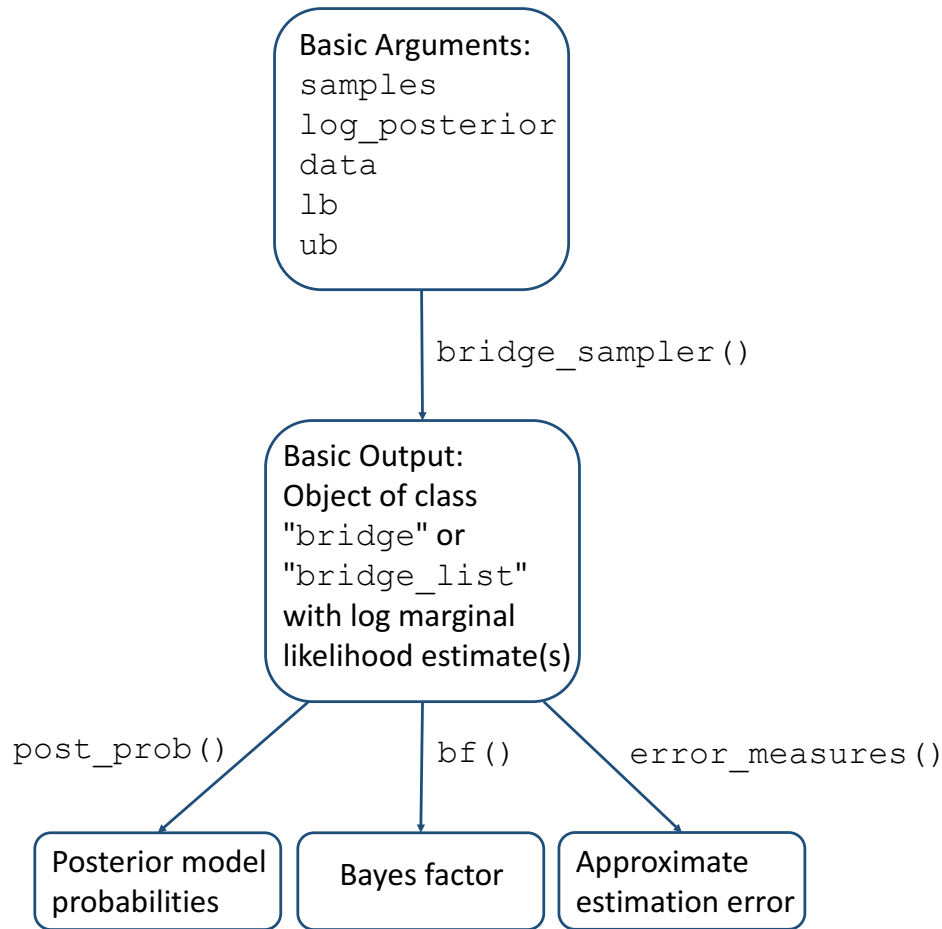 Basic Arguments:
samples
log_posterior
data
lb
ub
bridge_sampler()
Basic Output:
Object of class
"bridge" or
"bridge_list"
with log marginal
likelihood estimate(s)
post_prob()
bf()
error_measures()
Posterior model
probabilities
Bayes factor
Approximate
estimation error